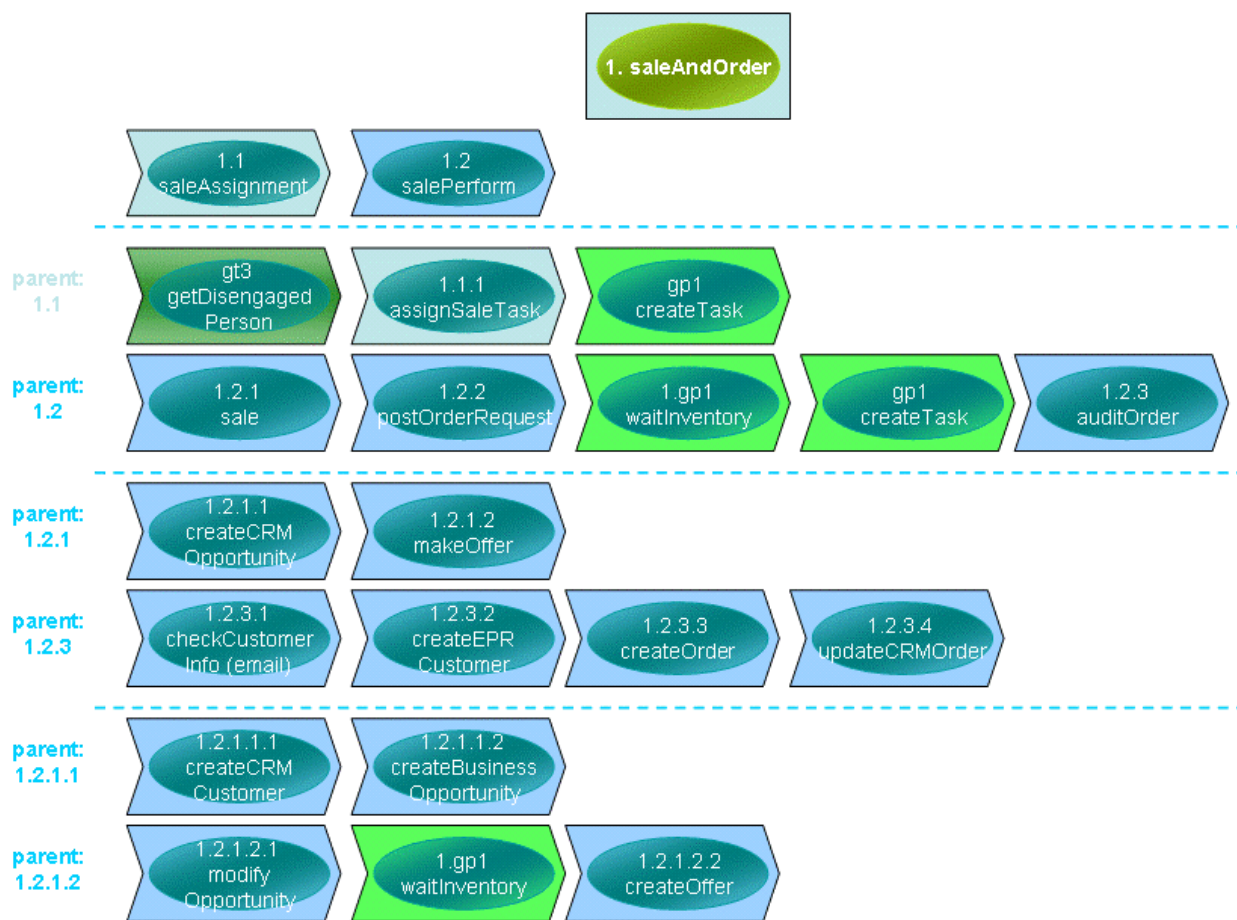 1. saleAndOrder
1.1
saleAssignment
1.2
salePerform
parent:
1.1
gt3
getDisengaged
Person
1.1.1
assignSaleTask
gp1
createTask
parent:
1.2
1.2.1
sale
1.2.2
postOrderRequest
1.gp1
waitInventory
gp1
createTask
1.2.3
auditOrder
parent:
1.2.1
1.2.1.1
createCRM
Opportunity
1.2.1.2
makeOffer
parent:
1.2.3
1.2.3.1
checkCustomer
Info (email)
1.2.3.2
createEPR
Customer
1.2.3.3
createOrder
1.2.3.4
updateCRMOrder
parent:
1.2.1.1
1.2.1.1.1
createCRM
Customer
1.2.1.1.2
createBusiness
Opportunity
parent:
1.2.1.2
1.2.1.2.1
modify
Opportunity
1.gp1
waitInventory
1.2.1.2.2
createOffer